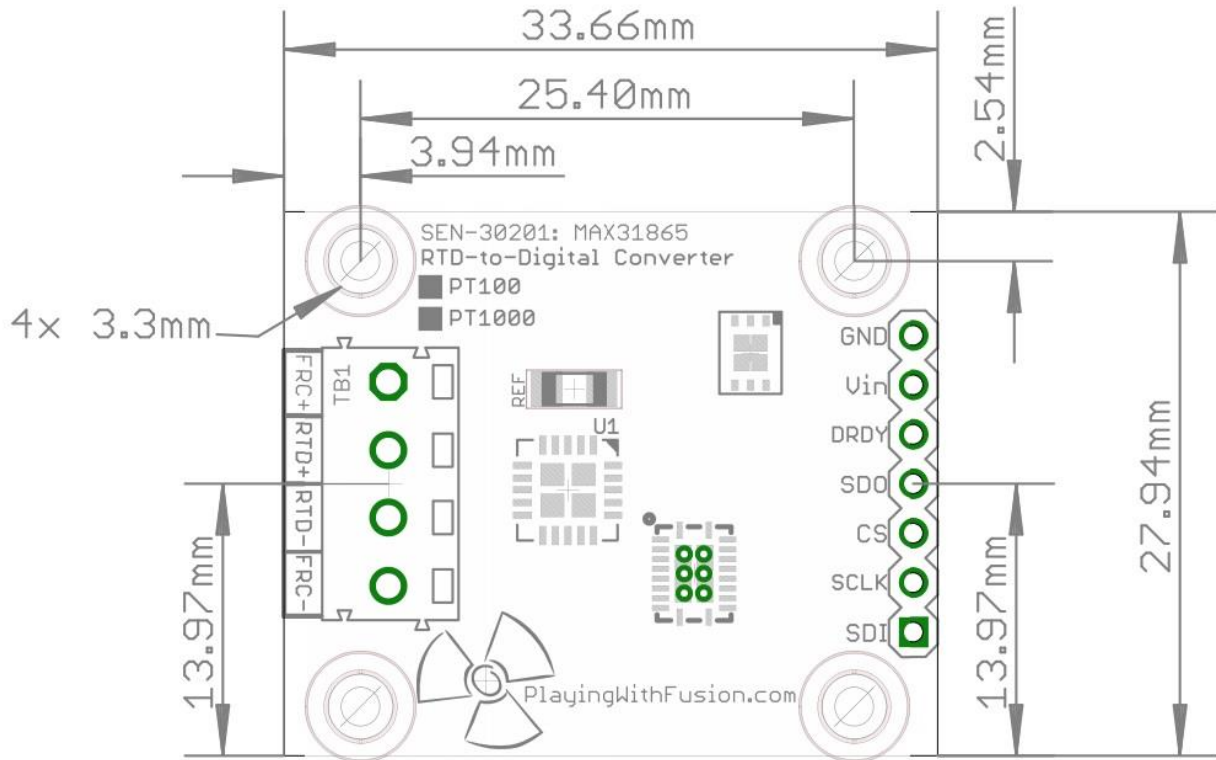 33.66mm
25.40mm
3.94mm
2.54mm
SEN-30201: MAX31865
RTD-to-Digital Converter
PT100
PT1000
4x 3.3mm
FRC+
RTD+
RTD-
FRC-
TB1
REF
U1
GND
Vin
DRDY
SDO
CS
SCLK
SDI
13.97mm
13.97mm
27.94mm
PlayingWithFusion.com